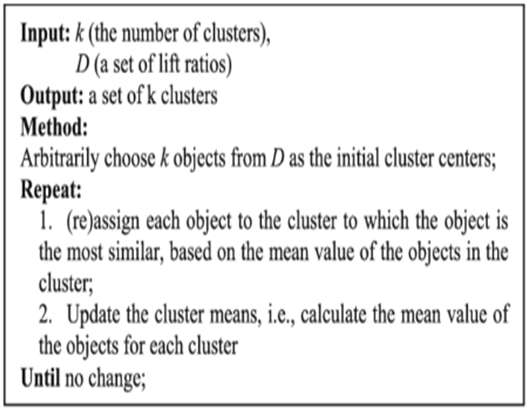 Input: k (the number of clusters),
D (a set of lift ratios)
Output: a set of k clusters
Method:
Arbitrarily choose k objects from D as the initial cluster centers;
Repeat:
1. (re)assign each object to the cluster to which the object is
the most similar, based on the mean value of the objects in the
cluster;
2. Update the cluster means, i.e., calculate the mean value of
the objects for each cluster
Until no change;